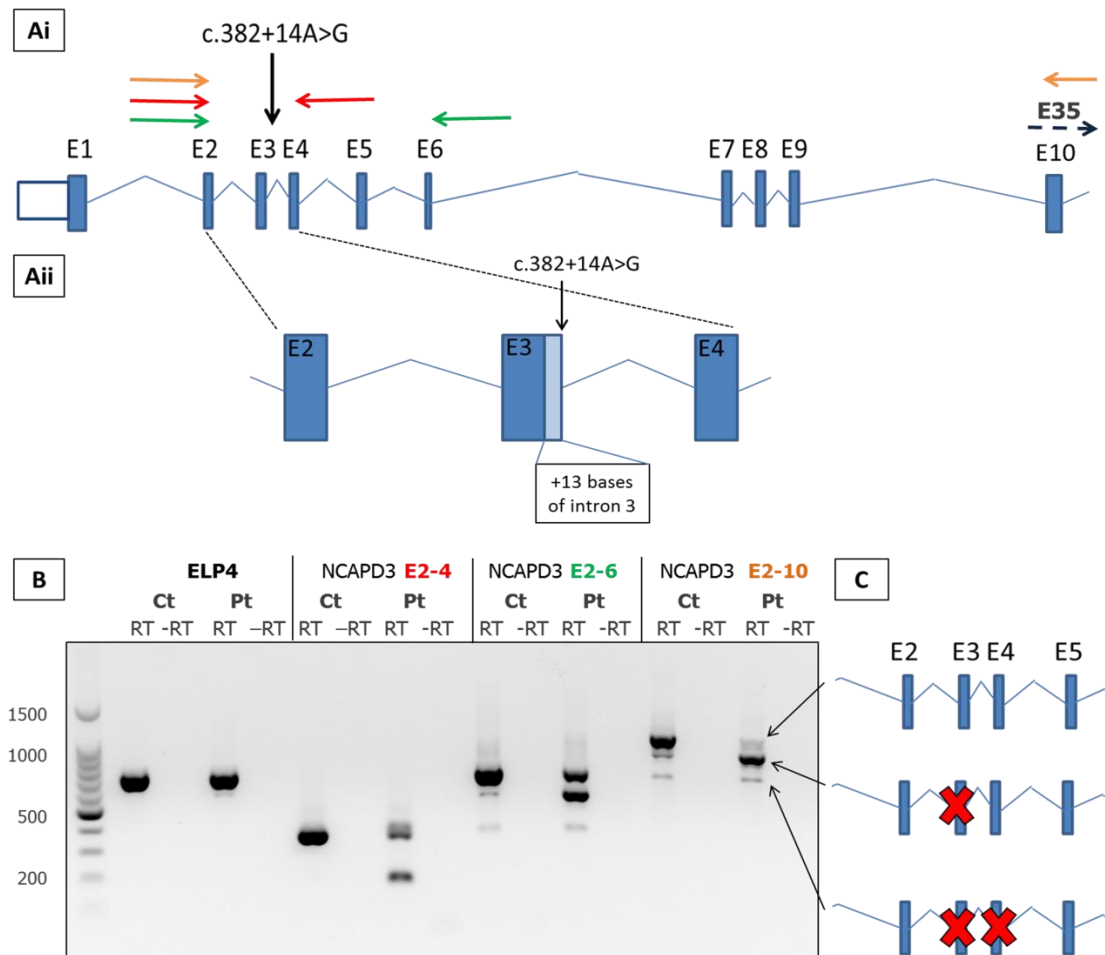 Ai
c.382+14A>G
E35
E1 E2 E3 E4 E5 E6 E7 E8 E9 E10
Aii
c.382+14A>G
E2 E3 E4
+13 bases
of intron 3
B ELP4 NCAPD3 E2-4 NCAPD3 E2-6 NCAPD3 E2-10 C
Ct Pt Ct Pt Ct Pt Ct Pt
RT -RT RT –RT RT –RT RT -RT RT -RT RT -RT RT -RT RT -RT
E2 E3 E4 E5
1500
1000
500
200